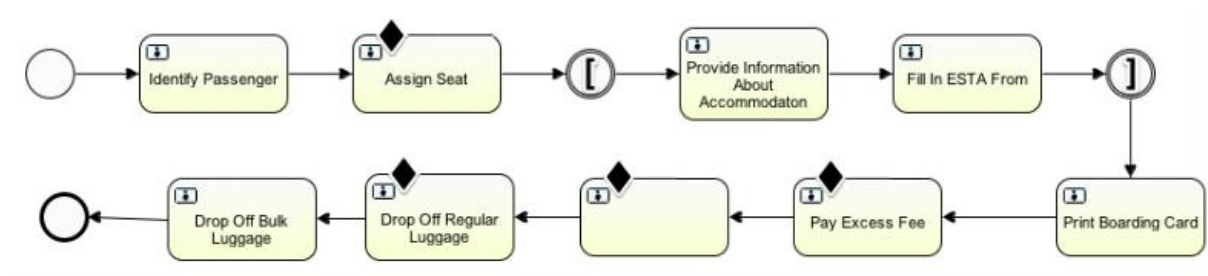 Identify Passenger
Assign Seat
[
Provide Information
About
Accommodaton
Fill In ESTA From
]
Drop Off Bulk
Luggage
Drop Off Regular
Luggage
Pay Excess Fee
Print Boarding Card